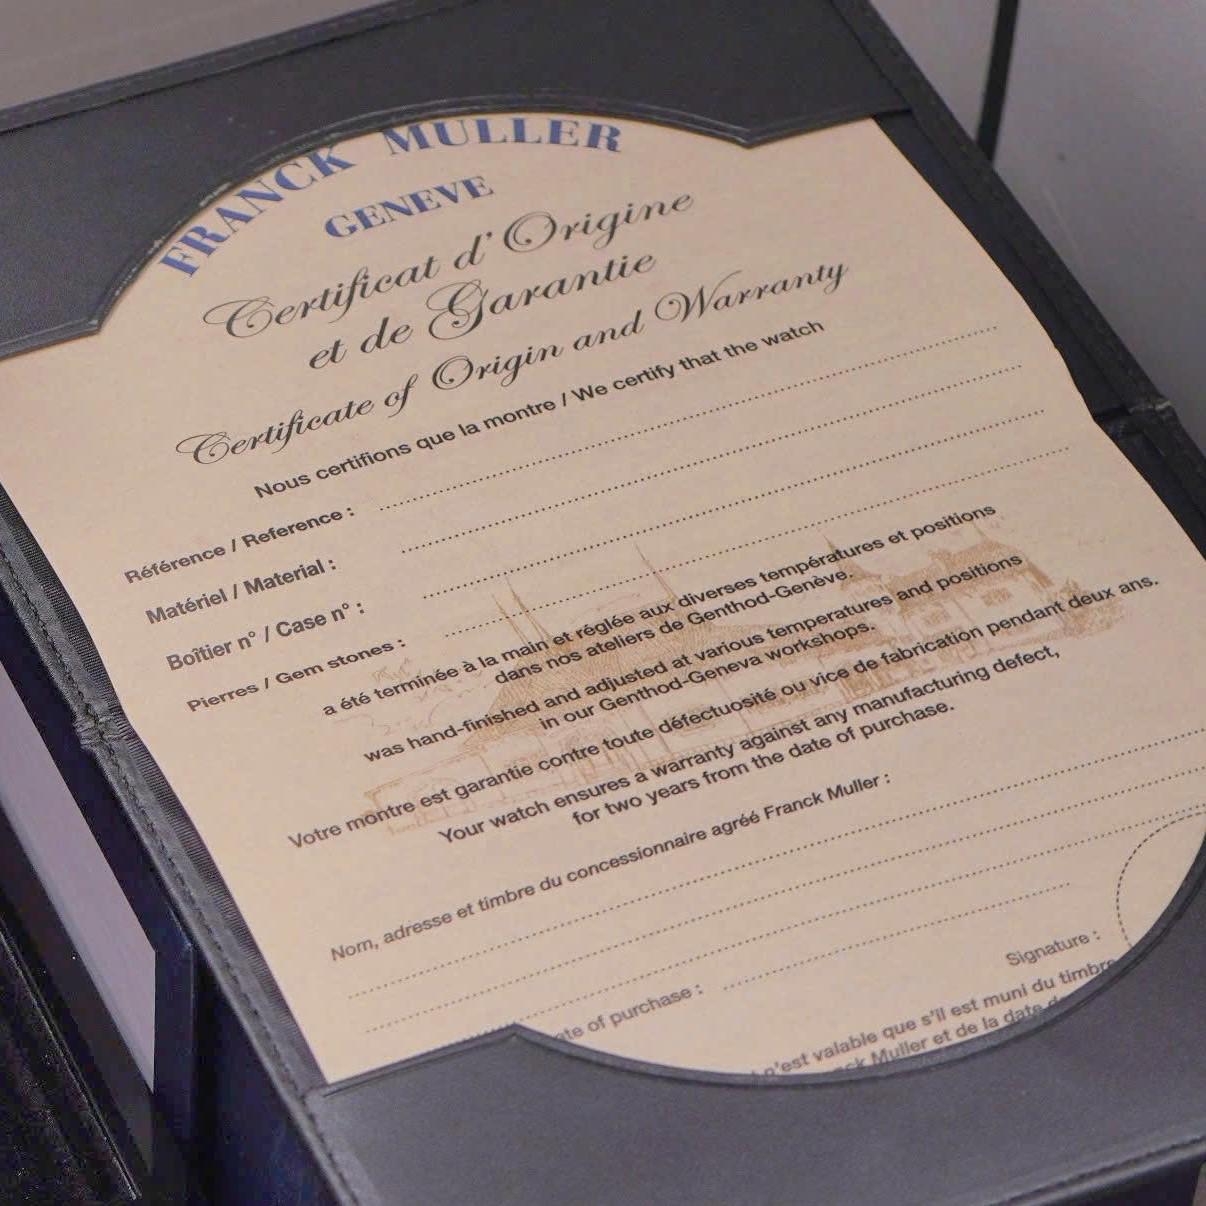 FRANCK MULLER
GENEVE
Certificat d'Origine
et de Garantie
Certificate of Origin and Warranty
Nous certifions que la montre / We certify that the watch
Référence / Reference :
Matériel / Material :
Boîtier n° / Case n° :
Pierres / Gem stones :
a été terminée à la main et réglée aux diverses températures et positions
dans nos ateliers de Genthod-Genève.
was hand-finished and adjusted at various temperatures and positions
in our Genthod-Geneva workshops.
Votre montre est garantie contre toute défectuosité ou vice de fabrication pendant deux ans.
Your watch ensures a warranty against any manufacturing defect,
for two years from the date of purchase.
Nom, adresse et timbre du concessionnaire agréé Franck Muller :
of purchase :
Signature :
n'est valable que s'il est muni du timbre
Muller et de la date